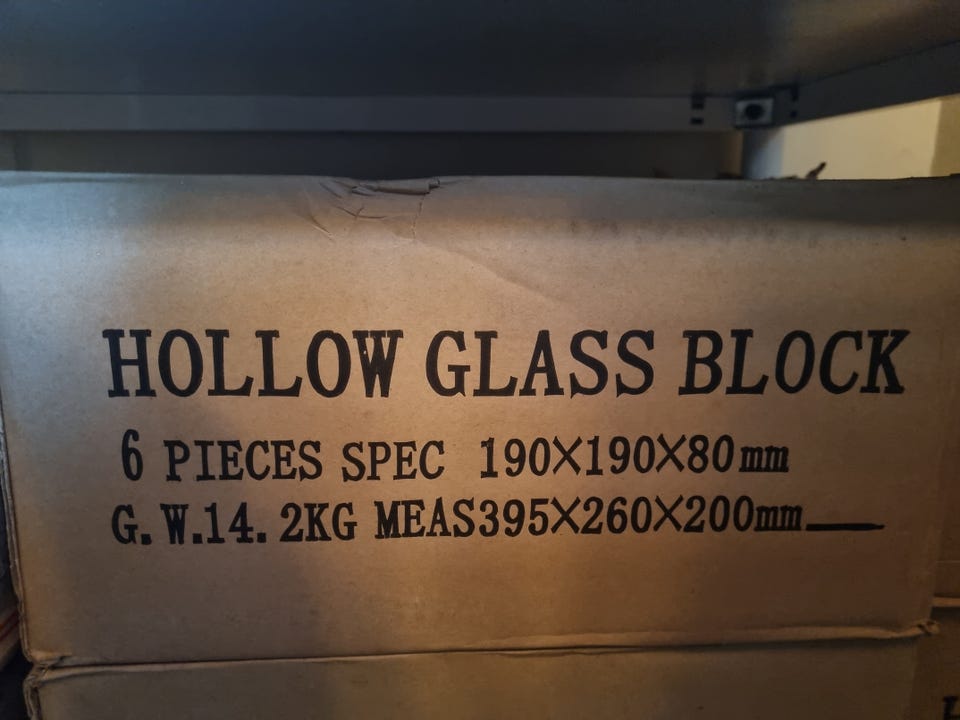 HOLLOW GLASS BLOCK
6 PIECES SPEC 190×190×80mm
G.W.14.2KG MEAS395×260×200mm